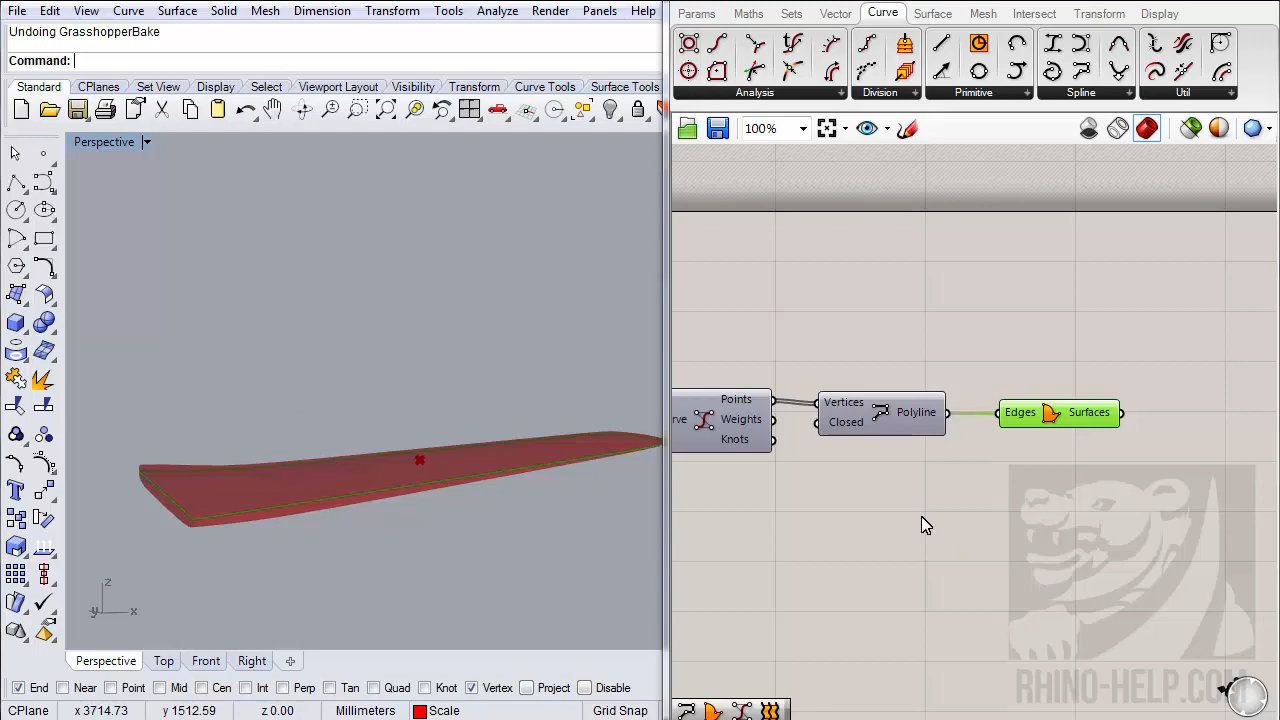 File Edit View Curve Surface Solid Mesh Dimension Transform Tools Analyze Render Panels Help
Undoing GrasshopperBake
Command:
Standard CPlanes Set View Display Select Viewport Layout Visibility Transform Curve Tools Surface Tools
Perspective
z
y x
Perspective Top Front Right
End Near Point Mid Cen Int Perp Tan Quad Knot Vertex Project Disable
CPlane x 3714.73 y 1512.59 z 0.00 Millimeters Scale Grid Snap
Params Maths Sets Vector Curve Surface Mesh Intersect Transform Display
Analysis Division Primitive Spline Util
100%
rve Points Weights Knots
Vertices Closed Polyline
Edges Surfaces
RHINO-HELP.COM